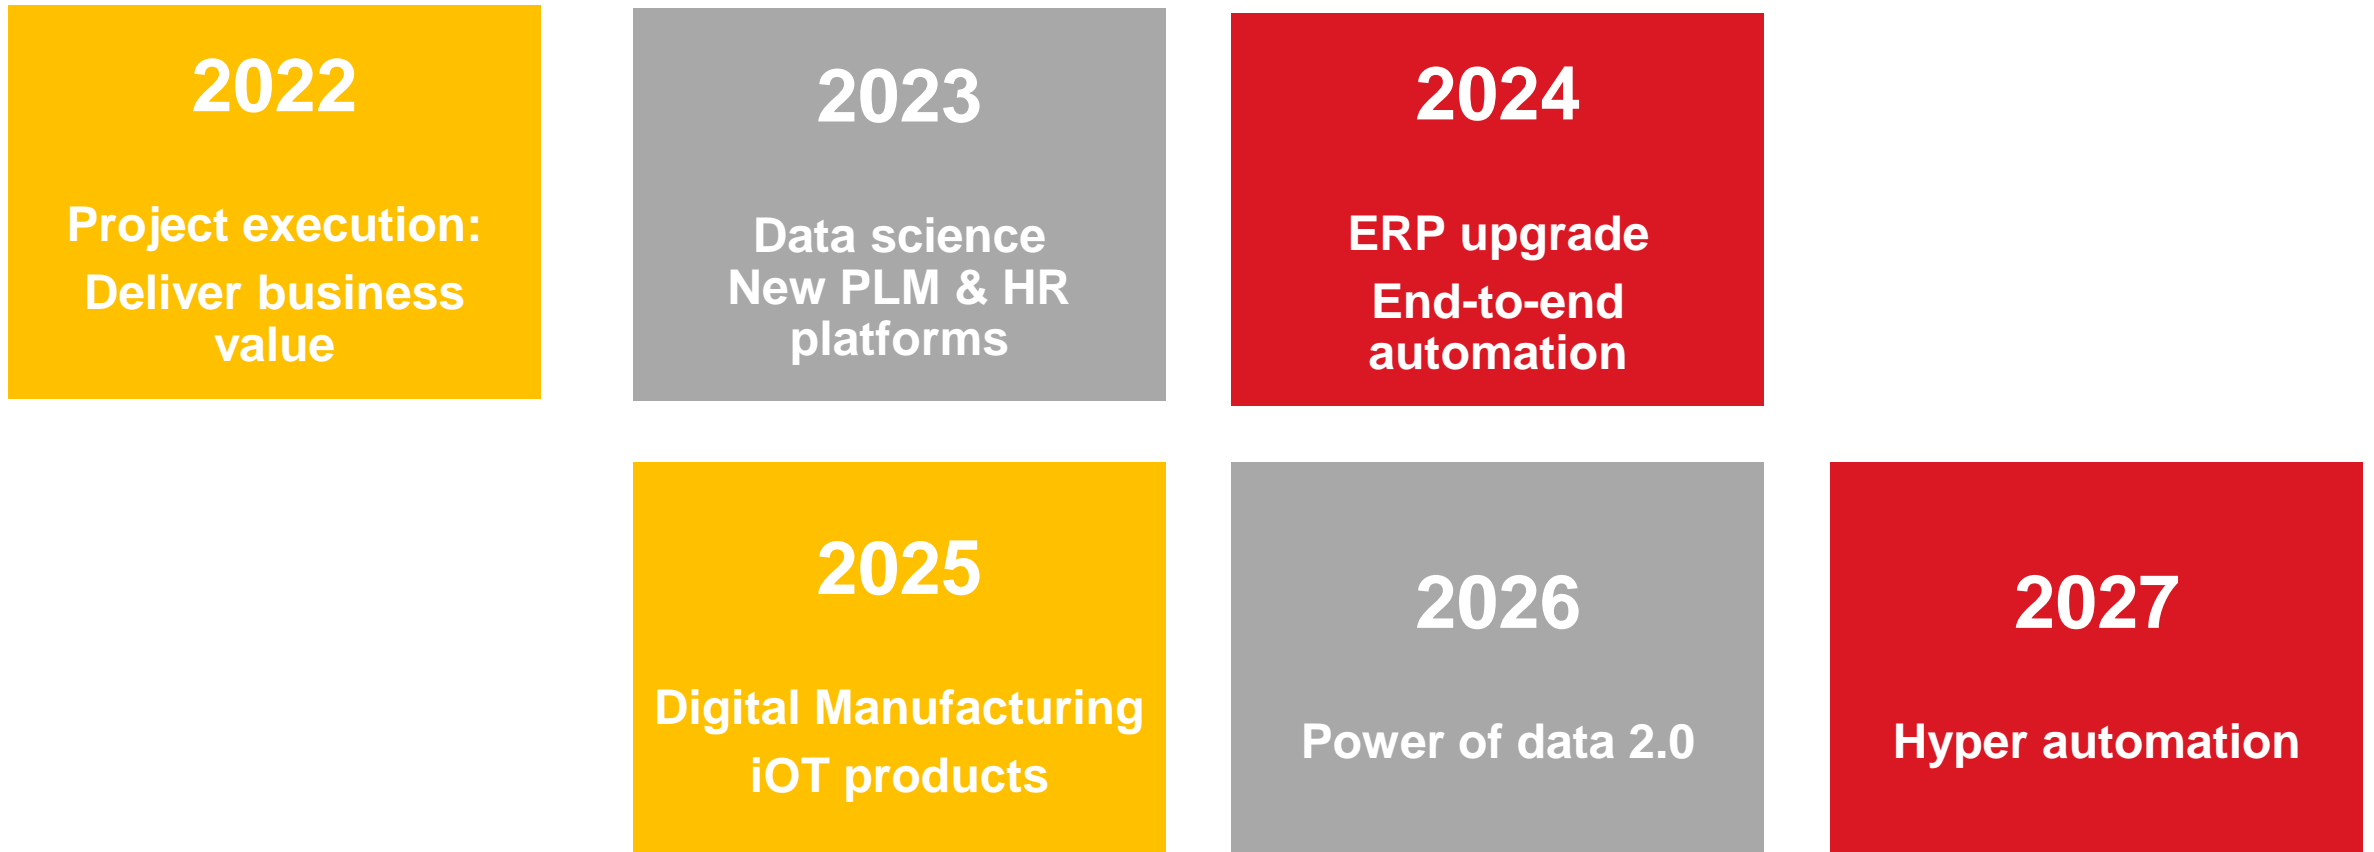 2022
Project execution:
Deliver business
value
2023
Data science
New PLM & HR
platforms
2024
ERP upgrade
End-to-end
automation
2025
Digital Manufacturing
iOT products
2026
Power of data 2.0
2027
Hyper automation